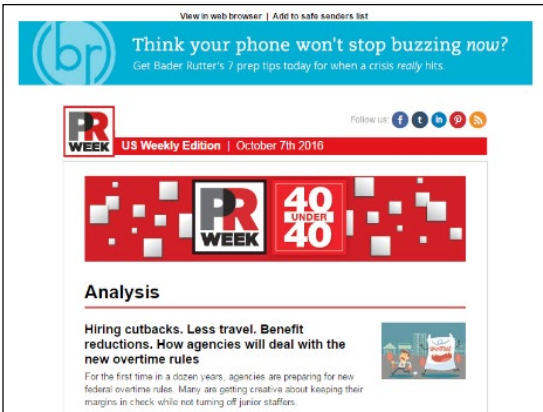 View in web browser | Add to safe senders list
br
Think your phone won't stop buzzing now?
Get Bader Rutter's 7 prep tips today for when a crisis really hits.
Follow us:
PR
WEEK
US Weekly Edition | October 7th 2016
PR
WEEK
40
UNDER
40
Analysis
Hiring cutbacks. Less travel. Benefit
reductions. How agencies will deal with the
new overtime rules
For the first time in a dozen years, agencies are preparing for new
federal overtime rules. Many are getting creative about keeping their
margins in check while not turning off junior staffers.